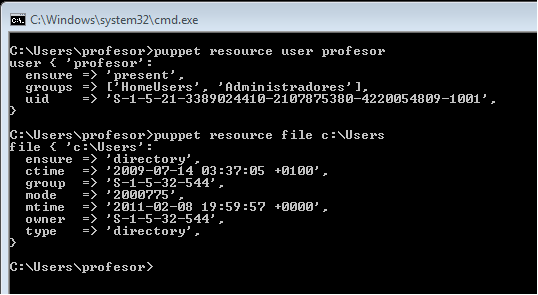 C:\Windows\system32\cmd.exe
C:\Users\profesor>puppet resource user profesor
user { 'profesor':
  ensure => 'present',
  groups => ['HomeUsers', 'Administradores'],
  uid    => 'S-1-5-21-3389024410-2107875380-4220054809-1001',
}
C:\Users\profesor>puppet resource file c:\Users
file { 'c:\Users':
  ensure => 'directory',
  ctime  => '2009-07-14 03:37:05 +0100',
  group  => 'S-1-5-32-544',
  mode   => '2000775',
  mtime  => '2011-02-08 19:59:57 +0000',
  owner  => 'S-1-5-32-544',
  type   => 'directory',
}
C:\Users\profesor>